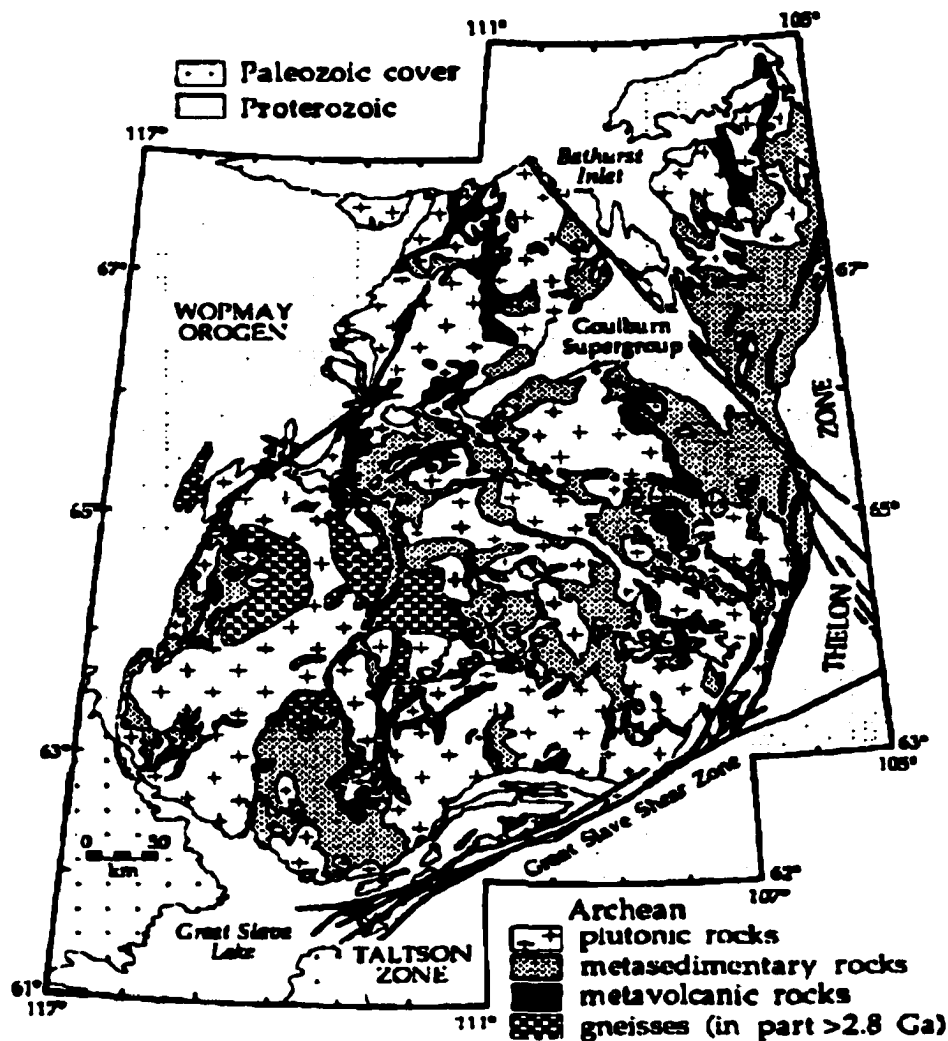 111°
105°
Paleozoic cover
Proterozoic
117°
Bathurst
Inlet
67°
67°
WOPMAY
OROGEN
Goulburn
Supergroup
ZONE
65°
65°
THELON
63°
63°
105°
Great Slave Shear Zone
0 50
km
62°
107°
Great Slave
Lake
TALTSON
ZONE
61°
117°
111°
Archean
plutonic rocks
metasedimentary rocks
metavolcanic rocks
gneisses (in part >2.8 Ga)